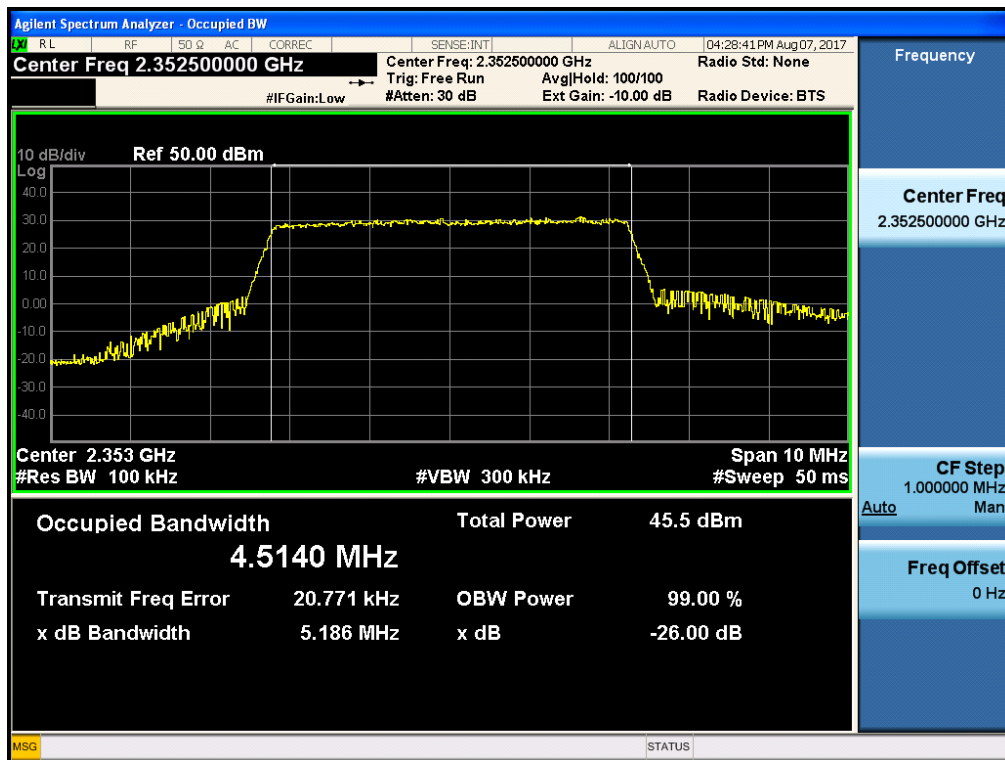 Agilent Spectrum Analyzer - Occupied BW
LXI RL RF 50 Ω AC CORREC SENSE:INT ALIGN AUTO 04:28:41 PM Aug 07, 2017
Center Freq 2.352500000 GHz
Center Freq: 2.352500000 GHz Radio Std: None
Trig: Free Run Avg|Hold: 100/100
#IFGain:Low #Atten: 30 dB Ext Gain: -10.00 dB Radio Device: BTS
10 dB/div Ref 50.00 dBm
Log
40.0
30.0
20.0
10.0
0.00
-10.0
-20.0
-30.0
-40.0
Center 2.353 GHz Span 10 MHz
#Res BW 100 kHz #VBW 300 kHz #Sweep 50 ms
Occupied Bandwidth Total Power 45.5 dBm
4.5140 MHz
Transmit Freq Error 20.771 kHz OBW Power 99.00 %
x dB Bandwidth 5.186 MHz x dB -26.00 dB
Frequency
Center Freq
2.352500000 GHz
CF Step
1.000000 MHz
Auto Man
Freq Offset
0 Hz
MSG STATUS